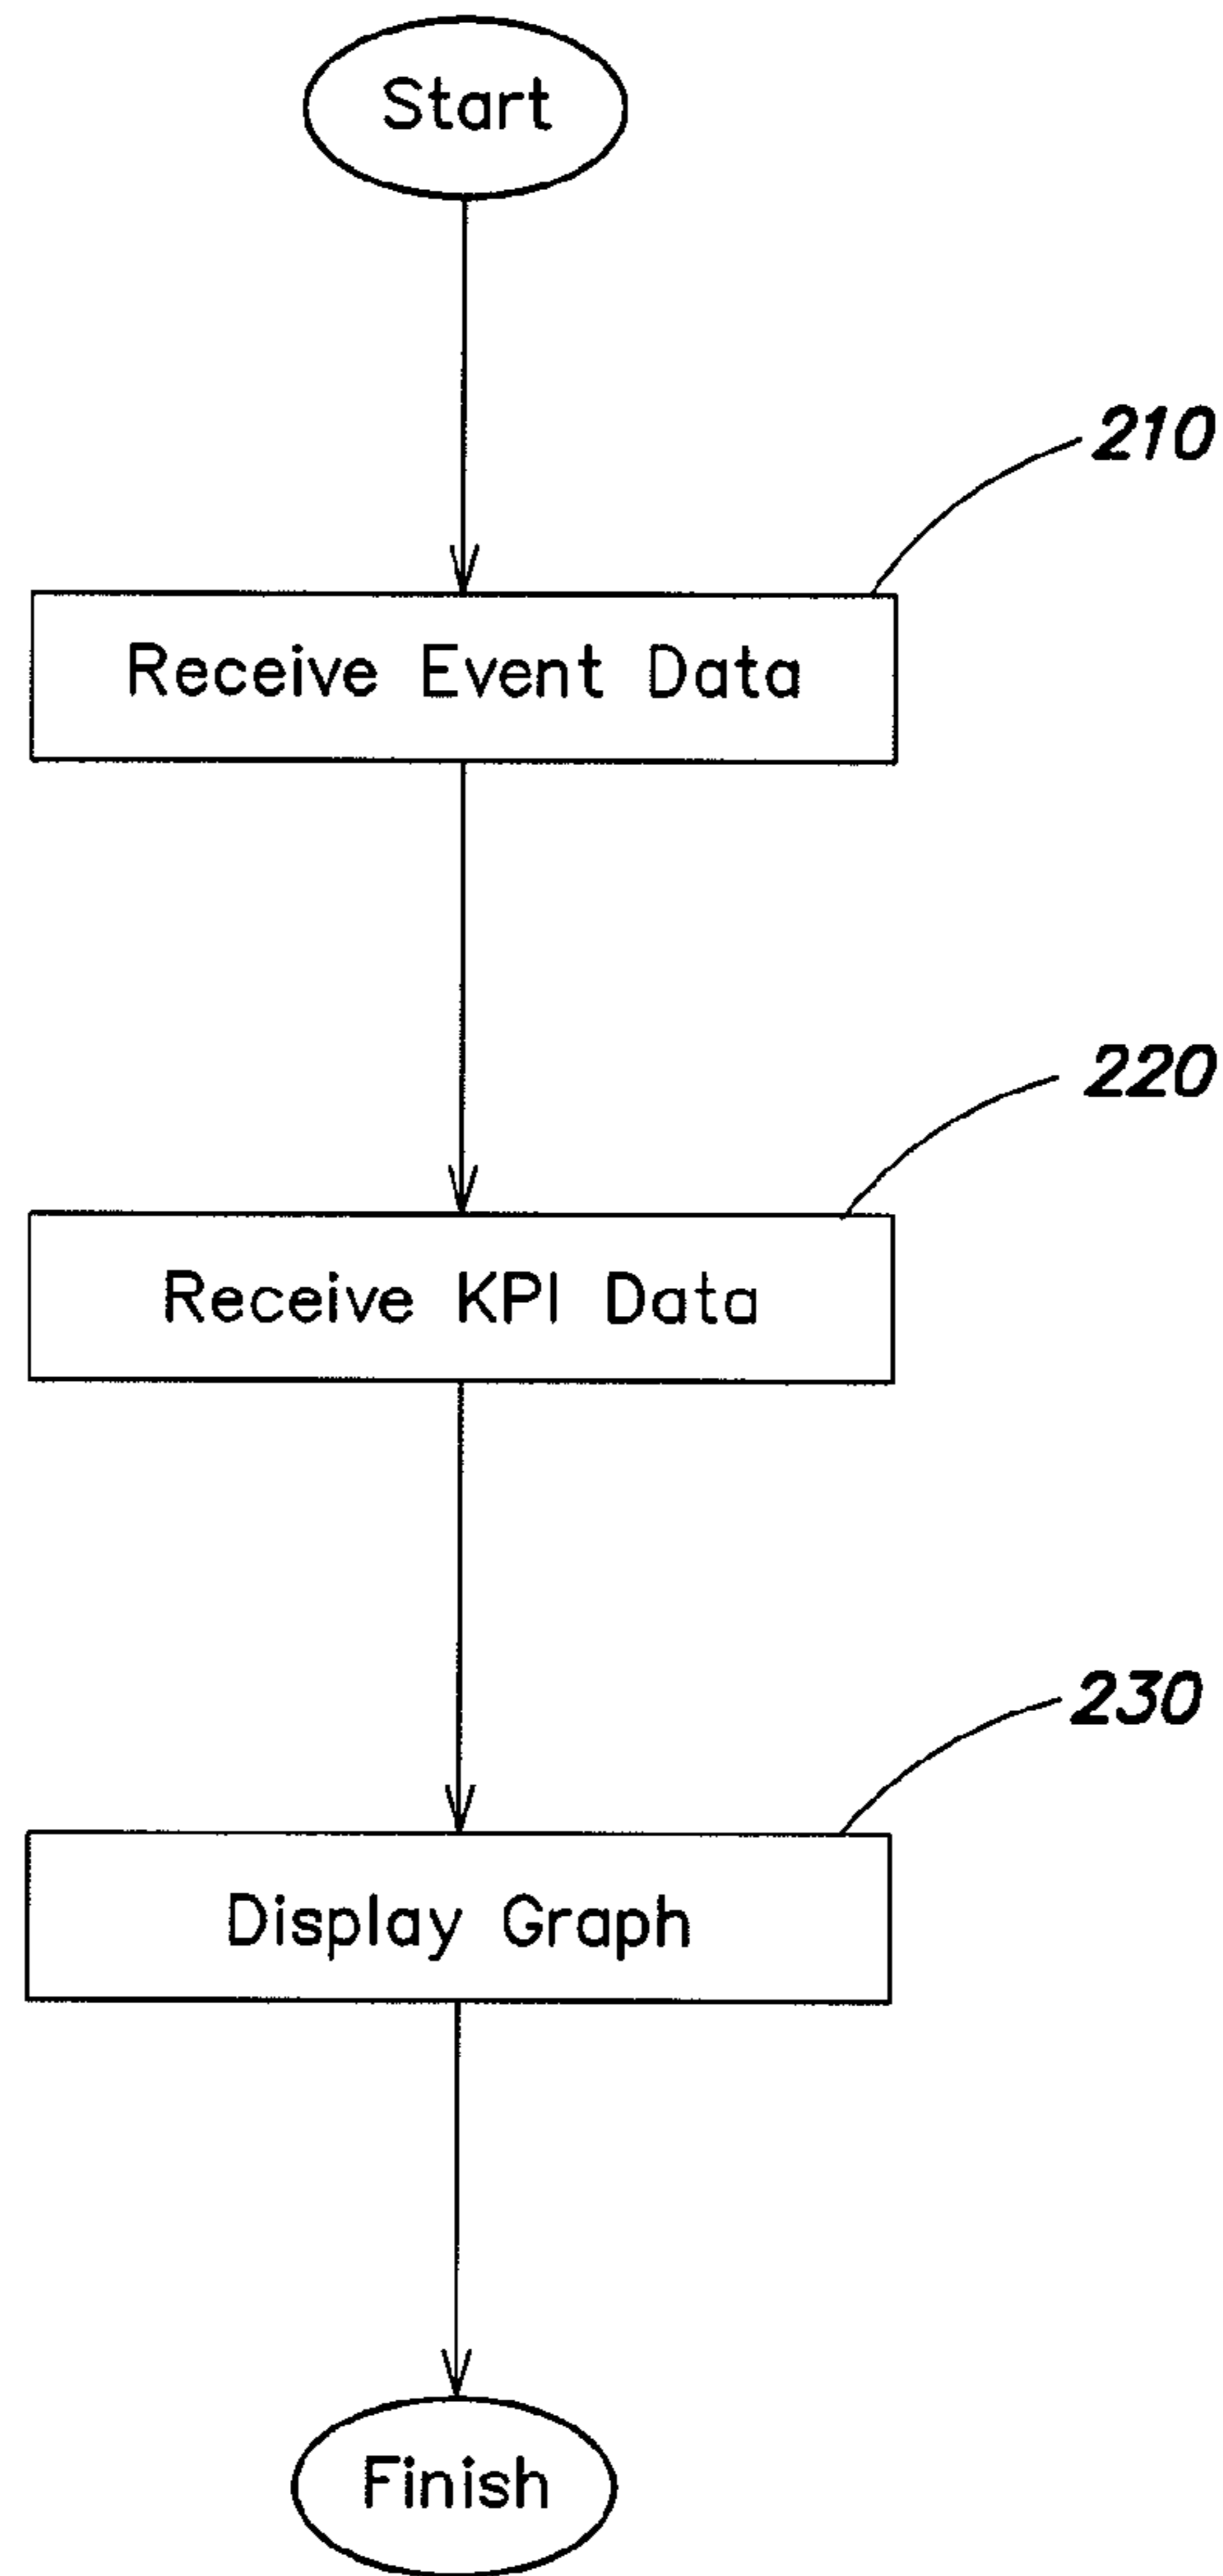 Start
210
Receive Event Data
220
Receive KPI Data
230
Display Graph
Finish